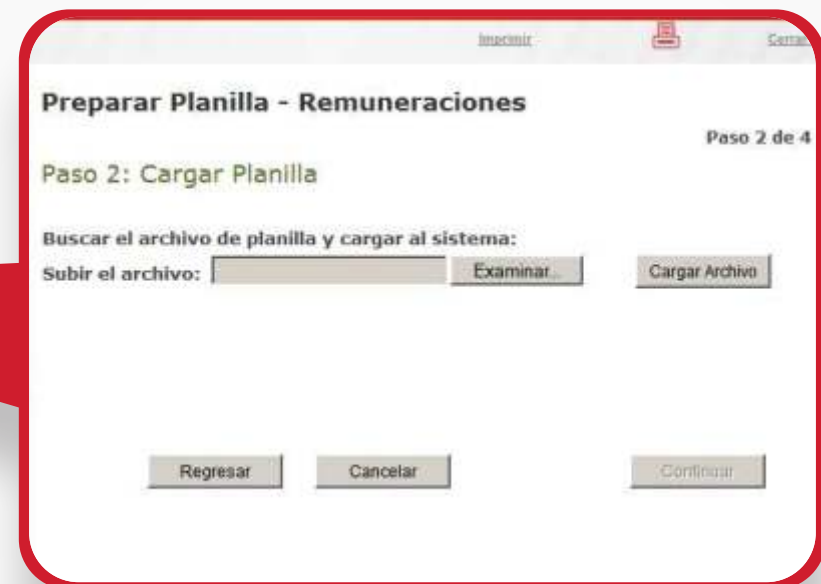 Imprimir Cerrar
Preparar Planilla - Remuneraciones
Paso 2 de 4
Paso 2: Cargar Planilla
Buscar el archivo de planilla y cargar al sistema:
Subir el archivo: Examinar... Cargar Archivo
Regresar Cancelar Continuar